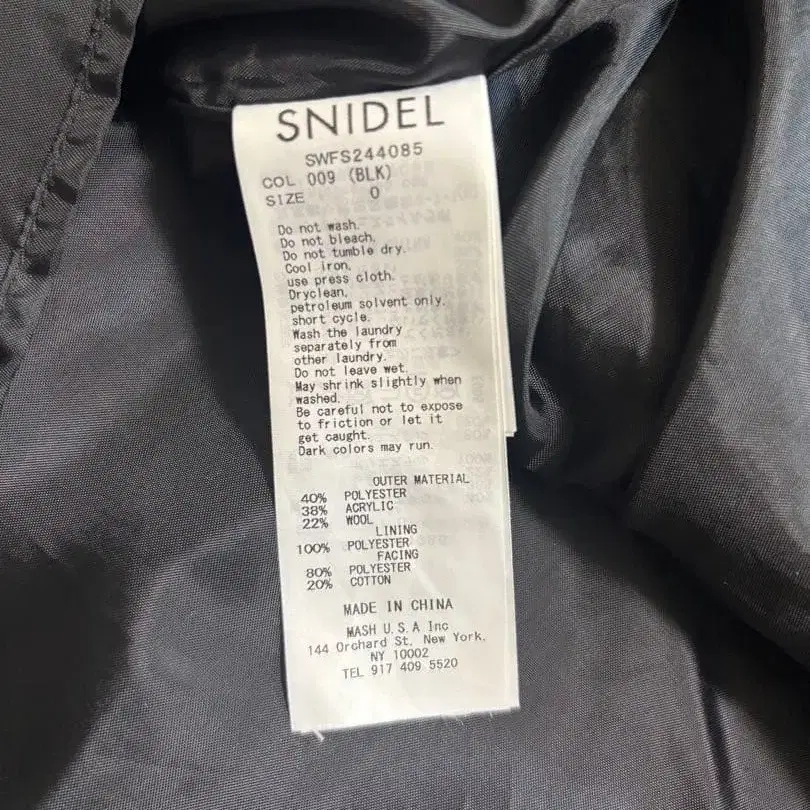 SNIDEL
SWFS244085
COL 009 (BLK)
SIZE 0
Do not wash.
Do not bleach.
Do not tumble dry.
Cool iron,
use press cloth.
Dryclean,
petroleum solvent only,
short cycle.
Wash the laundry
separately from
other laundry.
Do not leave wet.
May shrink slightly when
washed.
Be careful not to expose
to friction or let it
get caught.
Dark colors may run.
OUTER MATERIAL
40% POLYESTER
38% ACRYLIC
22% WOOL
LINING
100% POLYESTER
FACING
80% POLYESTER
20% COTTON
MADE IN CHINA
MASH U.S.A Inc
144 Orchard St. New York.
NY 10002
TEL 917 409 5520